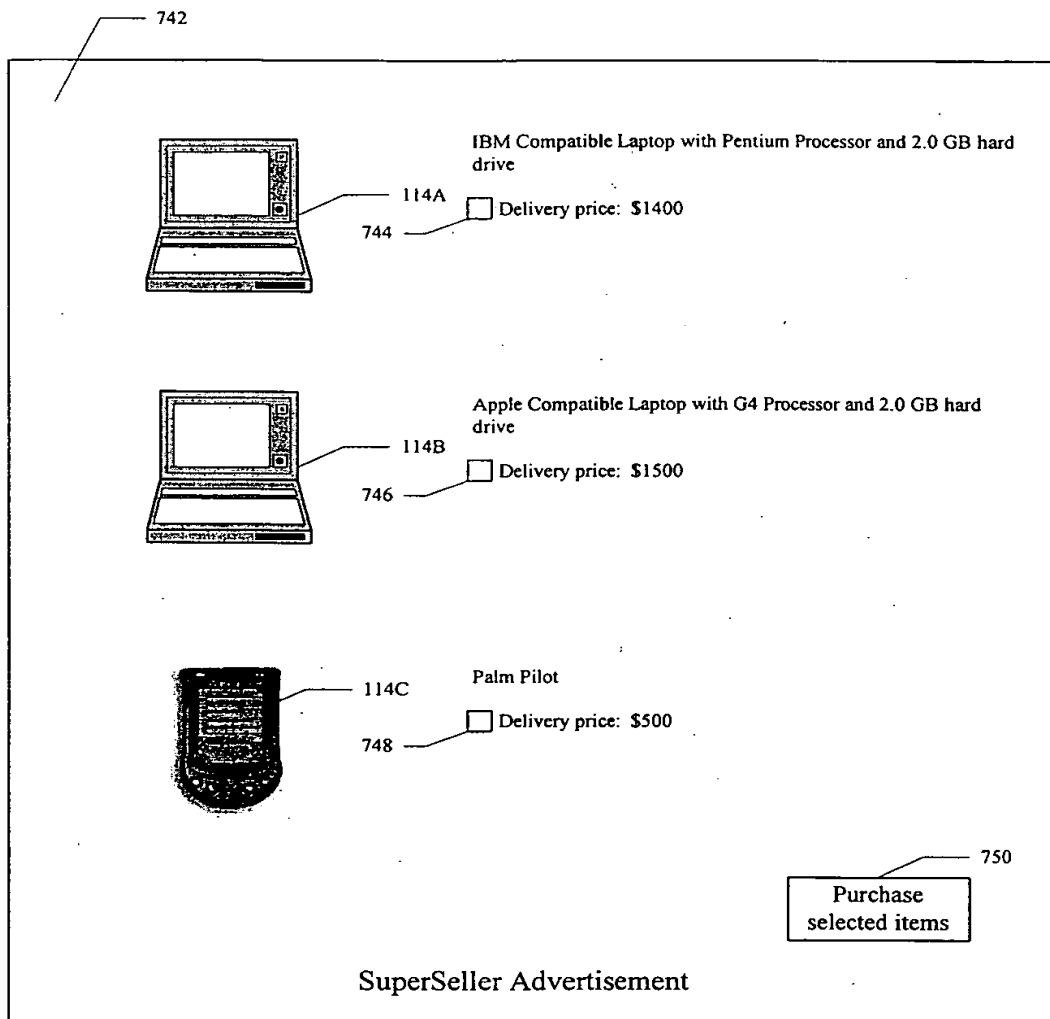 742
IBM Compatible Laptop with Pentium Processor and 2.0 GB hard
drive
114A
Delivery price: $1400
744
Apple Compatible Laptop with G4 Processor and 2.0 GB hard
drive
114B
Delivery price: $1500
746
Palm Pilot
114C
Delivery price: $500
748
750
Purchase
selected items
SuperSeller Advertisement